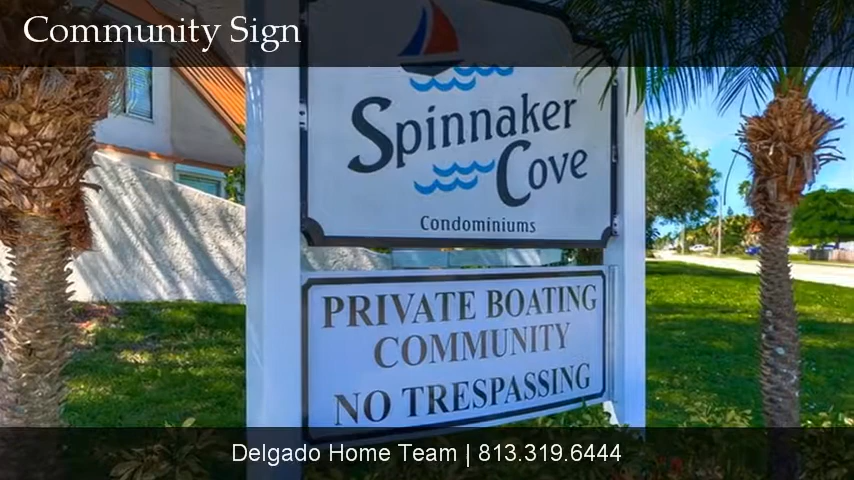 Community Sign
Spinnaker
Cove
Condominiums
PRIVATE BOATING
COMMUNITY
NO TRESPASSING
Delgado Home Team | 813.319.6444